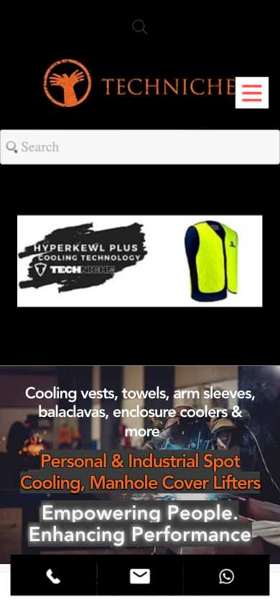 TECHNICHE
Search
HYPERKEWL PLUS
COOLING TECHNOLOGY
TECHNICHE
Cooling vests, towels, arm sleeves,
balaclavas, enclosure coolers &
more
Personal & Industrial Spot
Cooling, Manhole Cover Lifters
Empowering People.
Enhancing Performance